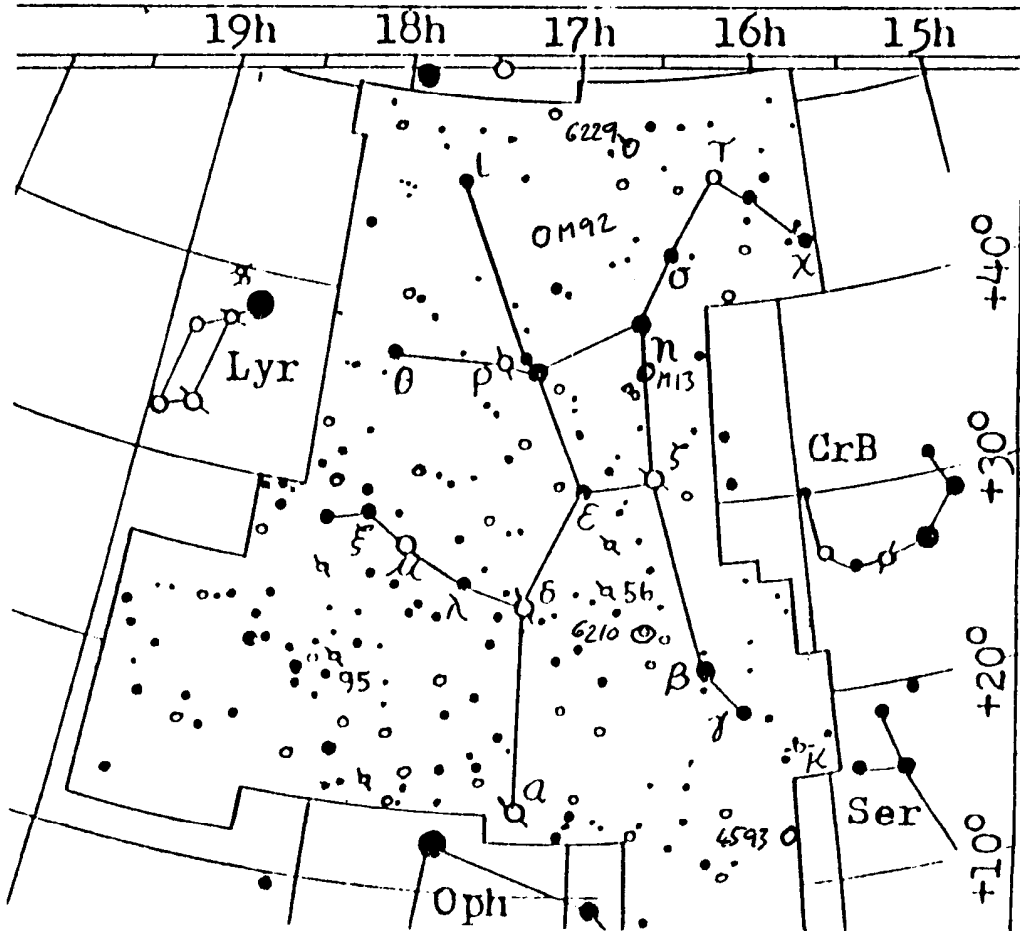 19h 18h 17h 16h 15h
6229
τ
ι
M92
σ
χ
+40°
η
M13
θ
ρ
Lyr
ζ
CrB
+30°
ε
ξ
μ
λ
δ
56
6210
β
+20°
95
γ
κ
α
Ser
4593
+10°
Oph